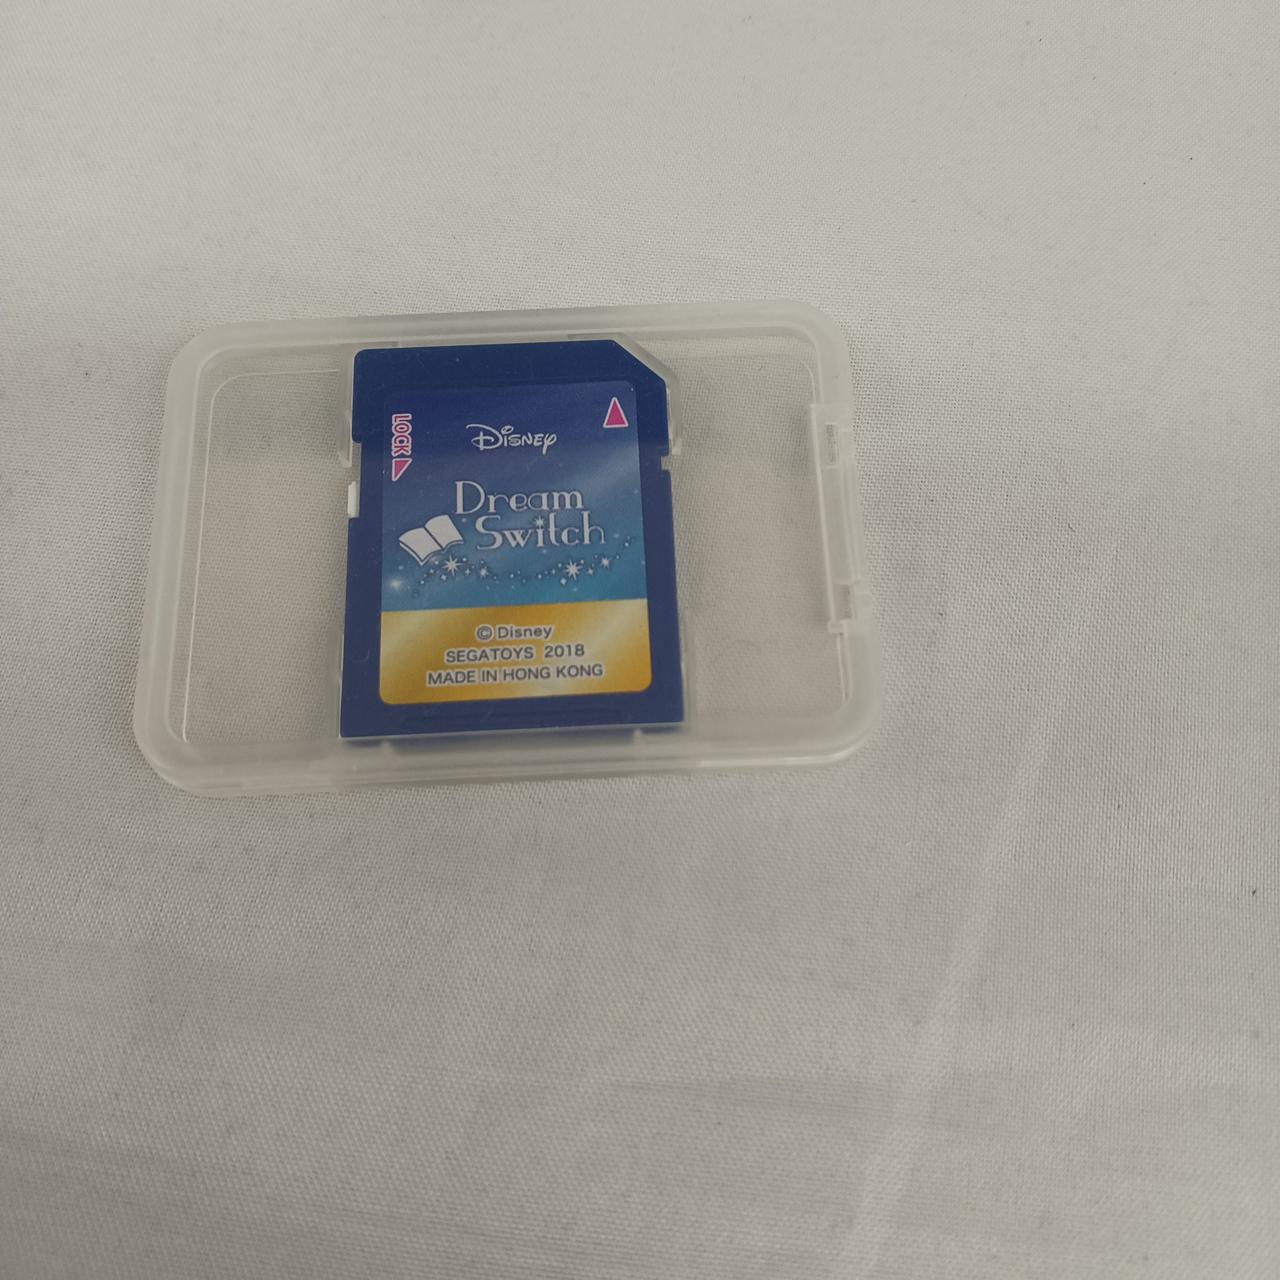 LOCK
Disney
Dream
Switch
© Disney
SEGATOYS 2018
MADE IN HONG KONG